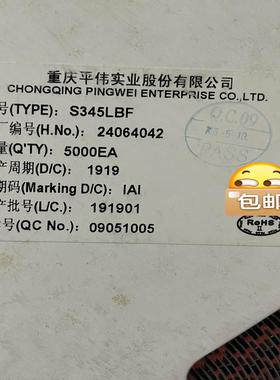 重庆平伟实业股份有限公司
CHONGQING PINGWEI ENTERPRISE CO.,LTD.
号(TYPE): S345LBF
编号(H.No.): 24064042
量(Q'TY): 5000EA
产周期(D/C): 1919
期码(Marking D/C): IAI
产批号(L/C.): 191901
号(QC No.): 09051005
Q.C.09
PASS
包邮
RoHS